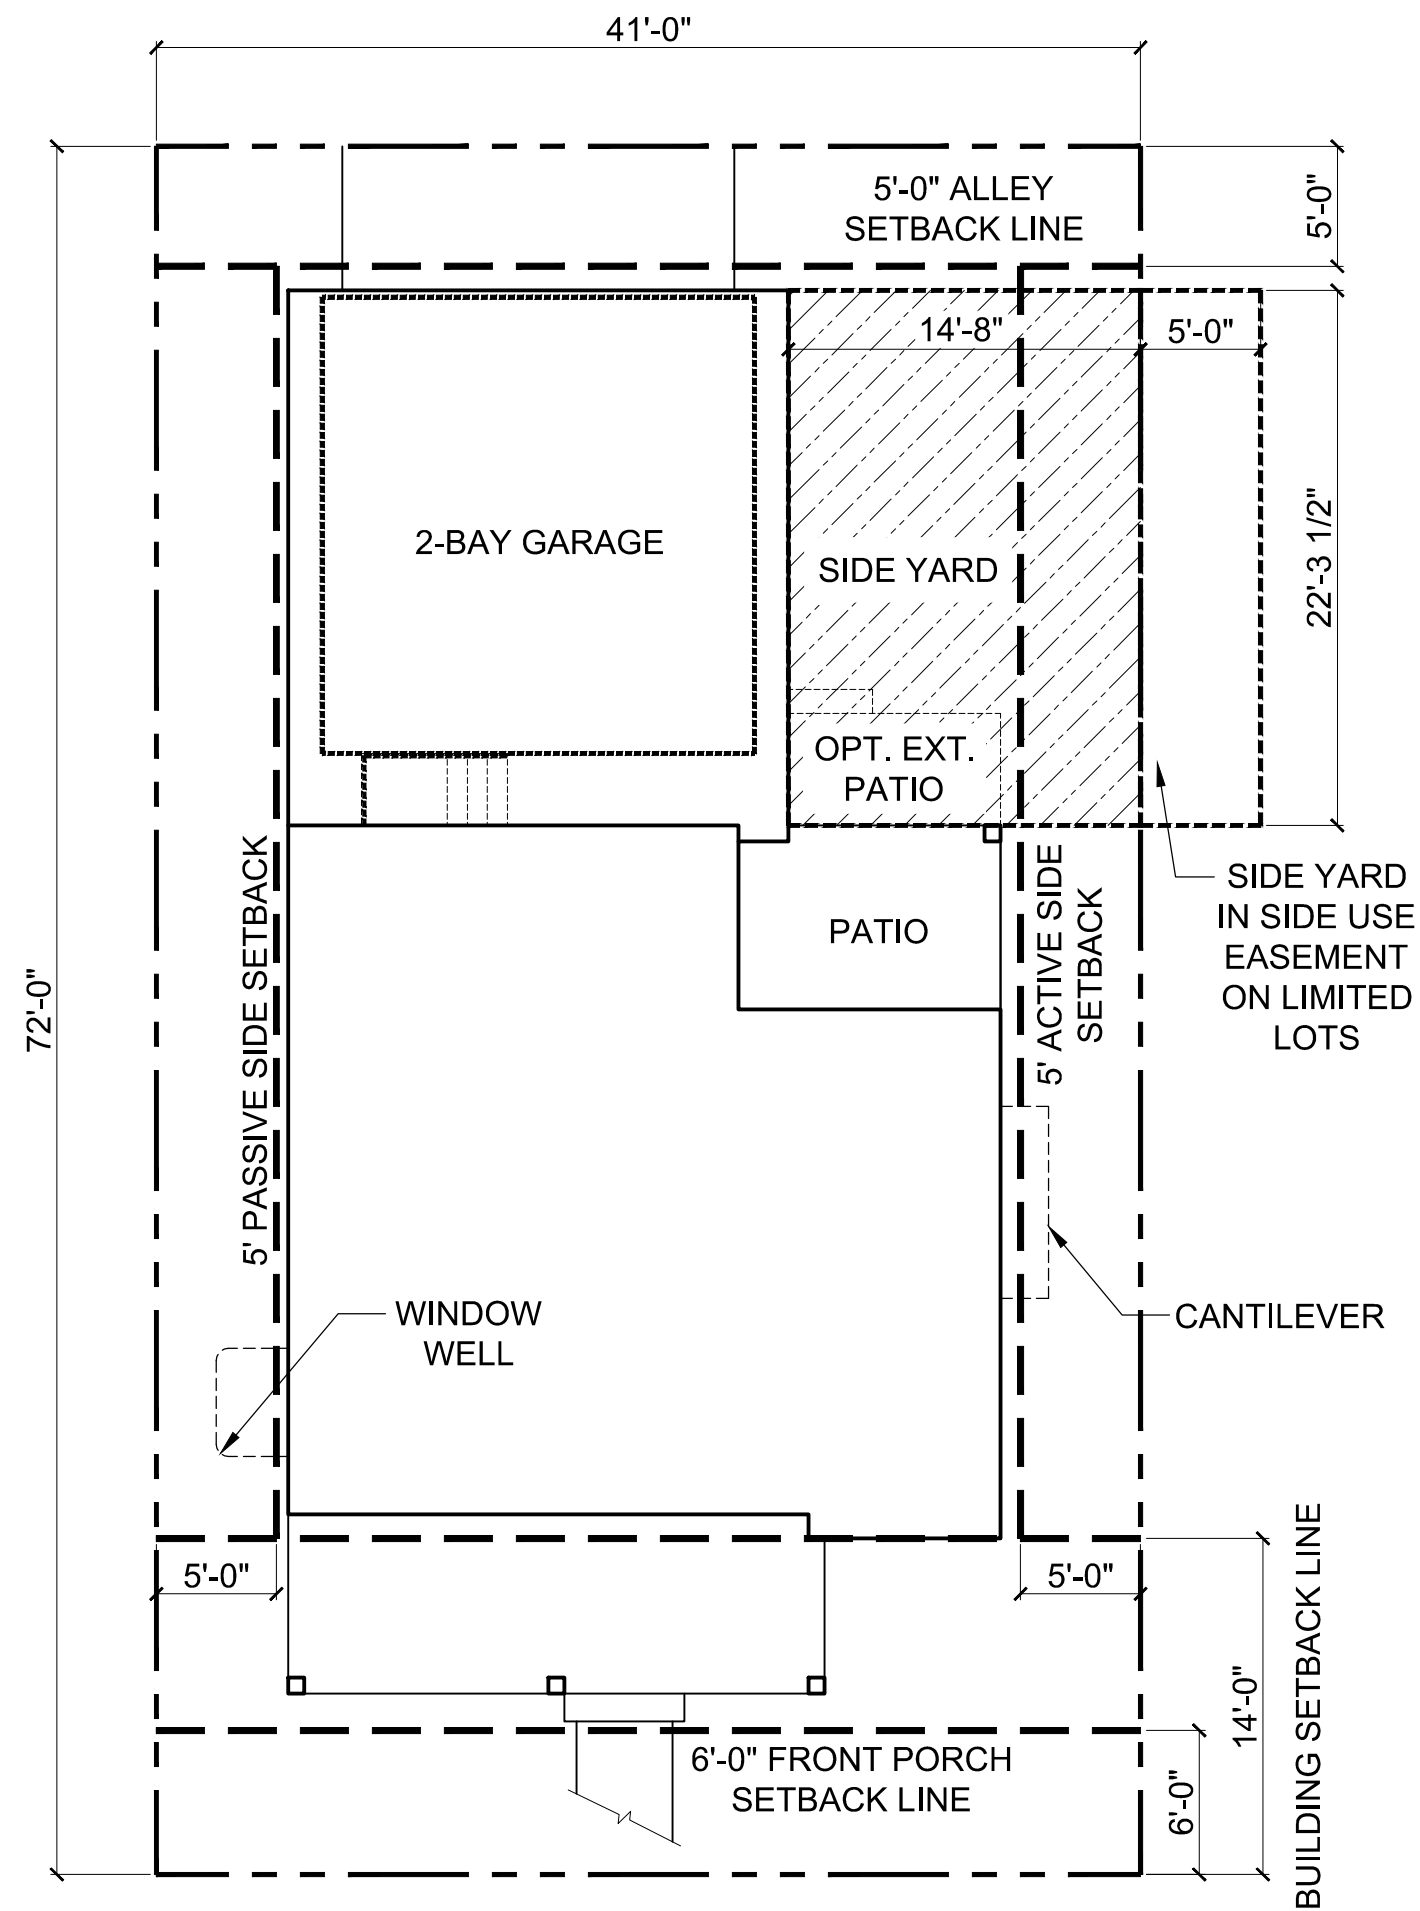 41'-0"
5'-0" ALLEY
SETBACK LINE
5'-0"
14'-8"
5'-0"
2-BAY GARAGE
SIDE YARD
22'-3 1/2"
OPT. EXT.
PATIO
PATIO
5' PASSIVE SIDE SETBACK
5' ACTIVE SIDE
SETBACK
SIDE YARD
IN SIDE USE
EASEMENT
ON LIMITED
LOTS
72'-0"
WINDOW
WELL
CANTILEVER
5'-0"
5'-0"
6'-0" FRONT PORCH
SETBACK LINE
6'-0"
14'-0"
BUILDING SETBACK LINE